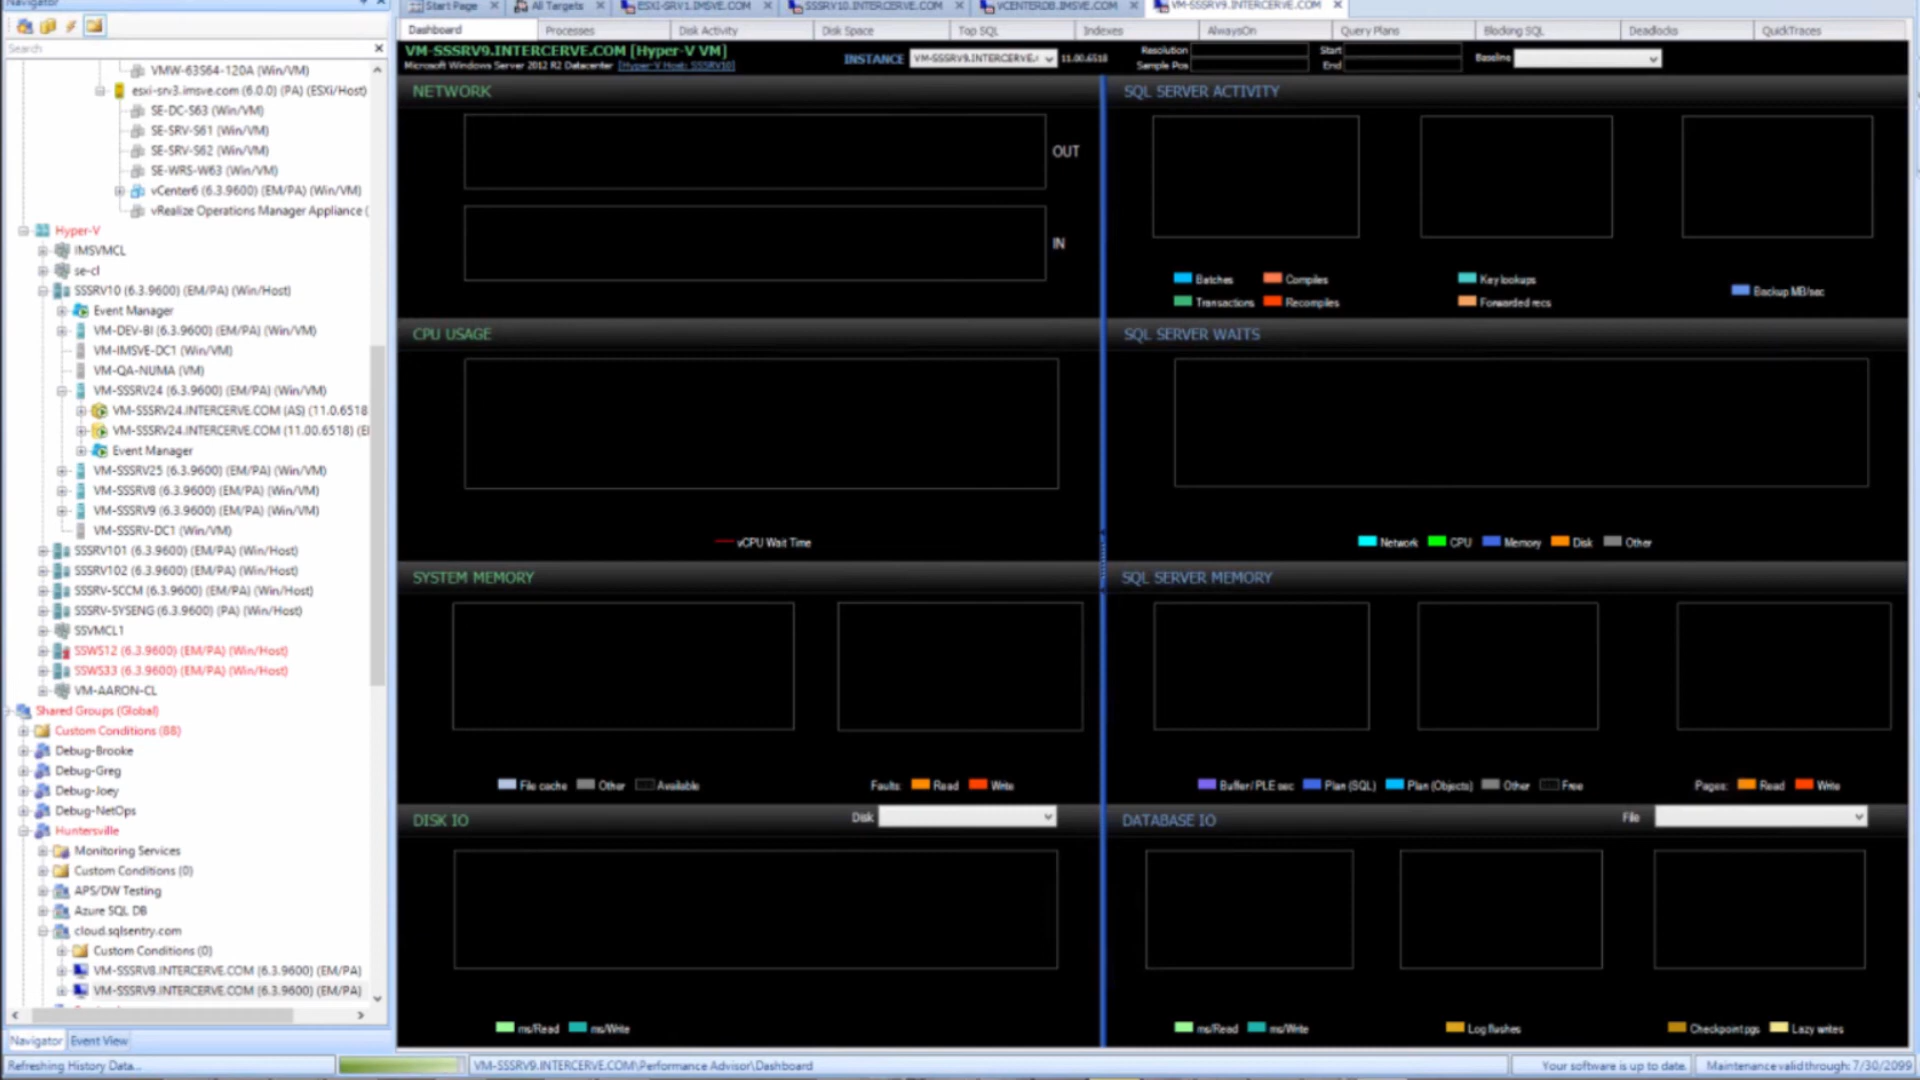 Navigator
Start Page
All Targets
ESXI-SRV1.IMSVE.COM
SSSRV10.INTERCERVE.COM
VCENTERDB.IMSVE.COM
VM-SSSRV9.INTERCERVE.COM
Search
Dashboard
Processes
Disk Activity
Disk Space
Top SQL
Indexes
AlwaysOn
Query Plans
Blocking SQL
Deadlocks
QuickTraces
VM-SSSRV9.INTERCERVE.COM [Hyper-V VM]
Microsoft Windows Server 2012 R2 Datacenter [Hyper-V Host: SSSRV10]
INSTANCE
VM-SSSRV9.INTERCERVE.(
11.00.6518
Resolution
Sample Pos
Start
End
Baseline
VMW-63S64-120A (Win/VM)
esxi-srv3.imsve.com (6.0.0) (PA) (ESXi/Host)
SE-DC-S63 (Win/VM)
SE-SRV-S61 (Win/VM)
SE-SRV-S62 (Win/VM)
SE-WRS-W63 (Win/VM)
vCenter6 (6.3.9600) (EM/PA) (Win/VM)
vRealize Operations Manager Appliance (
Hyper-V
IMSVMCL
se-cl
SSSRV10 (6.3.9600) (EM/PA) (Win/Host)
Event Manager
VM-DEV-BI (6.3.9600) (EM/PA) (Win/VM)
VM-IMSVE-DC1 (Win/VM)
VM-QA-NUMA (VM)
VM-SSSRV24 (6.3.9600) (EM/PA) (Win/VM)
VM-SSSRV24.INTERCERVE.COM (AS) (11.0.6518
VM-SSSRV24.INTERCERVE.COM (11.00.6518) (E
Event Manager
VM-SSSRV25 (6.3.9600) (EM/PA) (Win/VM)
VM-SSSRV8 (6.3.9600) (EM/PA) (Win/VM)
VM-SSSRV9 (6.3.9600) (EM/PA) (Win/VM)
VM-SSSRV-DC1 (Win/VM)
SSSRV101 (6.3.9600) (EM/PA) (Win/Host)
SSSRV102 (6.3.9600) (EM/PA) (Win/Host)
SSSRV-SCCM (6.3.9600) (EM/PA) (Win/Host)
SSSRV-SYSENG (6.3.9600) (PA) (Win/Host)
SSVMCL1
SSWS12 (6.3.9600) (EM/PA) (Win/Host)
SSWS33 (6.3.9600) (EM/PA) (Win/Host)
VM-AARON-CL
Shared Groups (Global)
Custom Conditions (88)
Debug-Brooke
Debug-Greg
Debug-Joey
Debug-NetOps
Huntersville
Monitoring Services
Custom Conditions (0)
APS/DW Testing
Azure SQL DB
cloud.sqlsentry.com
Custom Conditions (0)
VM-SSSRV8.INTERCERVE.COM (6.3.9600) (EM/PA)
VM-SSSRV9.INTERCERVE.COM (6.3.9600) (EM/PA)
NETWORK
OUT
IN
CPU USAGE
vCPU Wait Time
SYSTEM MEMORY
File cache
Other
Available
Faults:
Read
Write
DISK IO
Disk
ms/Read
ms/Write
SQL SERVER ACTIVITY
Batches
Compiles
Transactions
Recompiles
Key lookups
Forwarded recs
Backup MB/sec
SQL SERVER WAITS
Network
CPU
Memory
Disk
Other
SQL SERVER MEMORY
Buffer/ PLE sec
Plan (SQL)
Plan (Objects)
Other
Free
Pages:
Read
Write
DATABASE IO
File
ms/Read
ms/Write
Log flushes
Checkpoint pgs
Lazy writes
Navigator
Event View
Refreshing History Data...
VM-SSSRV9.INTERCERVE.COM\Performance Advisor\Dashboard
Your software is up to date.
Maintenance valid through: 7/30/2099